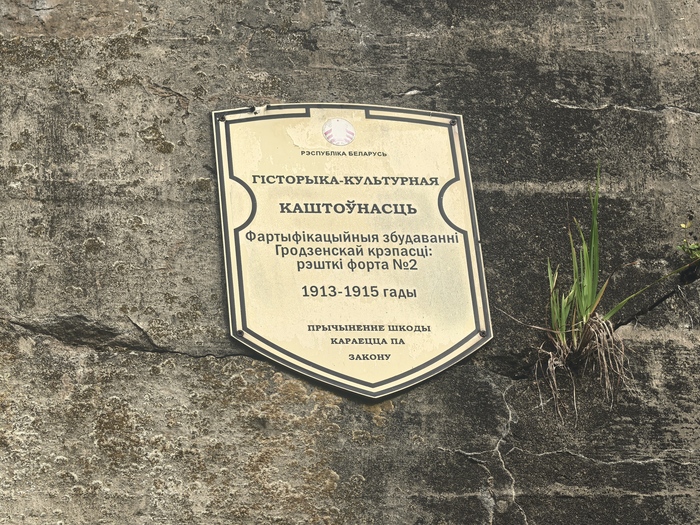 РЭСПУБЛІКА БЕЛАРУСЬ
ГІСТОРЫКА-КУЛЬТУРНАЯ
КАШТОЎНАСЦЬ
Фартыфікацыйныя збудаванні
Гродзенскай крэпасці:
рэшткі форта №2
1913-1915 гады
ПРЫЧЫНЕННЕ ШКОДЫ
КАРАЕЦЦА ПА
ЗАКОНУ